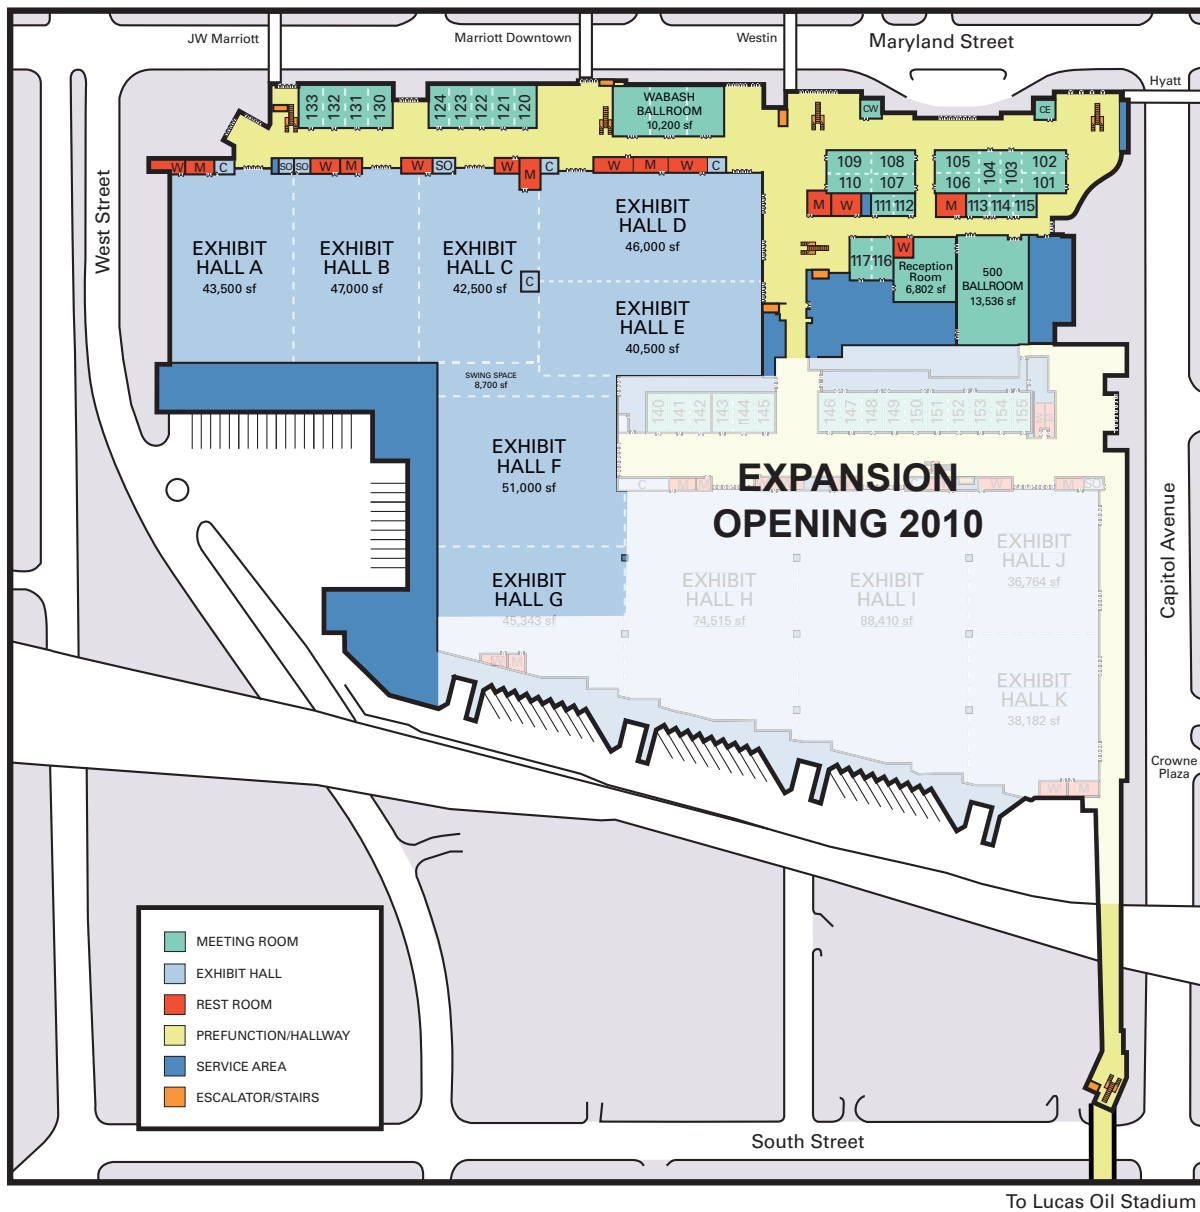 JW Marriott
Marriott Downtown
Westin
Maryland Street
Hyatt
133 132 131 130
124 123 122 121 120
WABASH
BALLROOM
10,200 sf
CW
CE
109 108
110 107
105 104 103 102
106 101
W M C SO SO W M W SO W M C W M W C
M W 111 112
M 113 114 115
West Street
EXHIBIT
HALL A
43,500 sf
EXHIBIT
HALL B
47,000 sf
EXHIBIT
HALL C
42,500 sf
C
EXHIBIT
HALL D
46,000 sf
EXHIBIT
HALL E
40,500 sf
117 116
W
Reception
Room
6,802 sf
500
BALLROOM
13,536 sf
SWING SPACE
8,700 sf
140 141 142 143 144 145
146 147 148 149 150 151 152 153 154 155
EXHIBIT
HALL F
51,000 sf
C M M
W M SO
EXPANSION
OPENING 2010
Capitol Avenue
EXHIBIT
HALL G
45,343 sf
EXHIBIT
HALL H
74,515 sf
EXHIBIT
HALL I
88,410 sf
EXHIBIT
HALL J
36,764 sf
W M
EXHIBIT
HALL K
38,182 sf
W M
Crowne
Plaza
MEETING ROOM
EXHIBIT HALL
REST ROOM
PREFUNCTION/HALLWAY
SERVICE AREA
ESCALATOR/STAIRS
South Street
To Lucas Oil Stadium